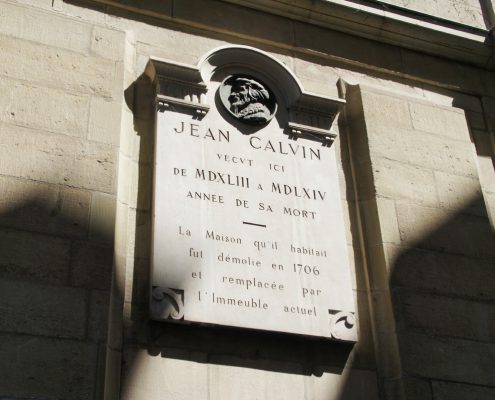 JEAN CALVIN
VECVT ICI
DE MDXLIII A MDLXIV
ANNEE DE SA MORT
La Maison qu'il habitait
fut démolie en 1706
et remplacée par
l'Immeuble actuel